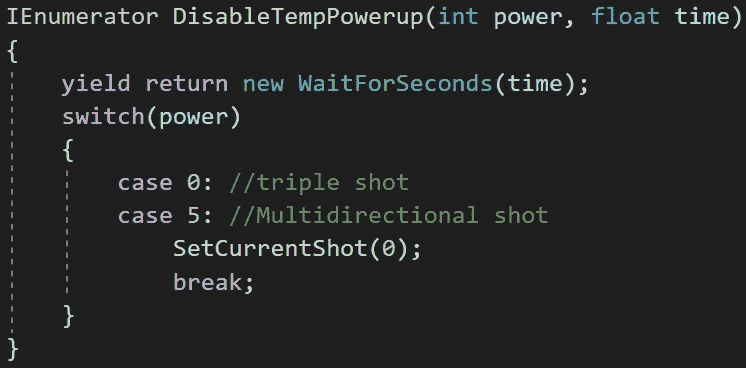 IEnumerator DisableTempPowerup(int power, float time)
{
yield return new WaitForSeconds(time);
switch(power)
{
case 0: //triple shot
case 5: //Multidirectional shot
SetCurrentShot(0);
break;
}
}